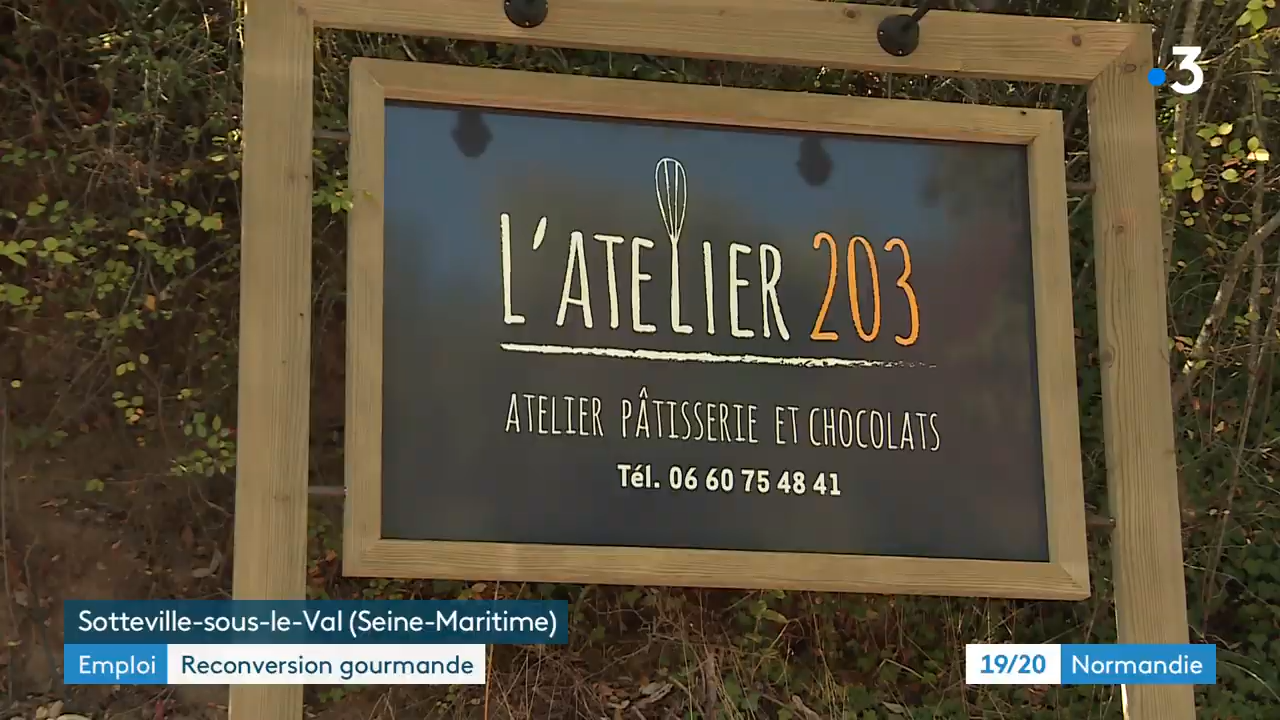 3
L'ATELIER 203
ATELIER PÂTISSERIE ET CHOCOLATS
Tél. 06 60 75 48 41
Sotteville-sous-le-Val (Seine-Maritime)
Emploi Reconversion gourmande
19/20 Normandie